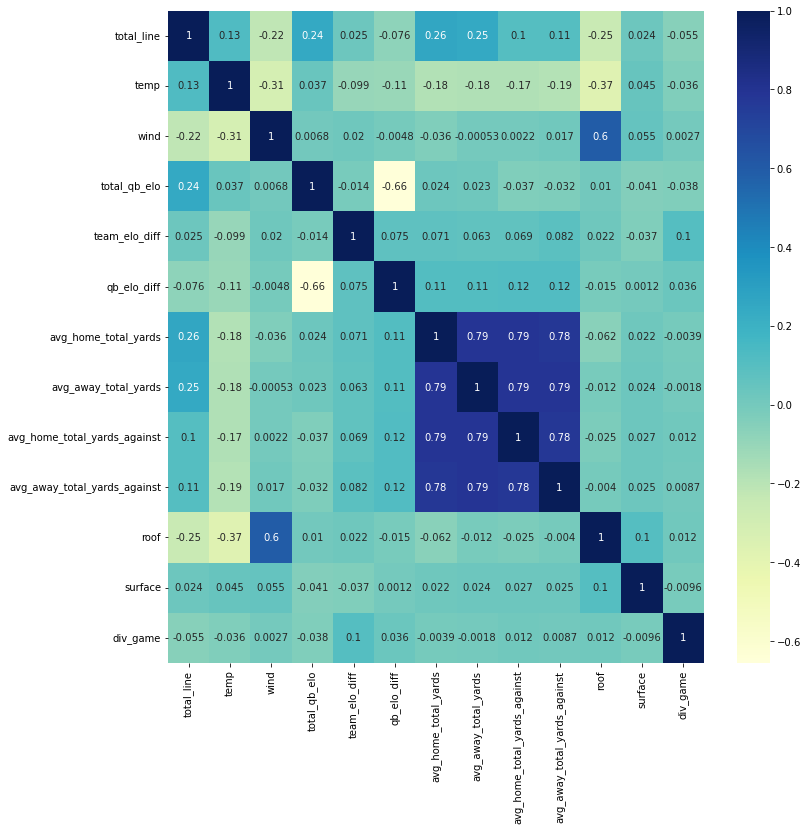 total_line 1 0.13 -0.22 0.24 0.025 -0.076 0.26 0.25 0.1 0.11 -0.25 0.024 -0.055
temp 0.13 1 -0.31 0.037 -0.099 -0.11 -0.18 -0.18 -0.17 -0.19 -0.37 0.045 -0.036
wind -0.22 -0.31 1 0.0068 0.02 -0.0048 -0.036 -0.00053 0.0022 0.017 0.6 0.055 0.0027
total_qb_elo 0.24 0.037 0.0068 1 -0.014 -0.66 0.024 0.023 -0.037 -0.032 0.01 -0.041 -0.038
team_elo_diff 0.025 -0.099 0.02 -0.014 1 0.075 0.071 0.063 0.069 0.082 0.022 -0.037 0.1
qb_elo_diff -0.076 -0.11 -0.0048 -0.66 0.075 1 0.11 0.11 0.12 0.12 -0.015 0.0012 0.036
avg_home_total_yards 0.26 -0.18 -0.036 0.024 0.071 0.11 1 0.79 0.79 0.78 -0.062 0.022 -0.0039
avg_away_total_yards 0.25 -0.18 -0.00053 0.023 0.063 0.11 0.79 1 0.79 0.79 -0.012 0.024 -0.0018
avg_home_total_yards_against 0.1 -0.17 0.0022 -0.037 0.069 0.12 0.79 0.79 1 0.78 -0.025 0.027 0.012
avg_away_total_yards_against 0.11 -0.19 0.017 -0.032 0.082 0.12 0.78 0.79 0.78 1 -0.004 0.025 0.0087
roof -0.25 -0.37 0.6 0.01 0.022 -0.015 -0.062 -0.012 -0.025 -0.004 1 0.1 0.012
surface 0.024 0.045 0.055 -0.041 -0.037 0.0012 0.022 0.024 0.027 0.025 0.1 1 -0.0096
div_game -0.055 -0.036 0.0027 -0.038 0.1 0.036 -0.0039 -0.0018 0.012 0.0087 0.012 -0.0096 1
total_line
temp
wind
total_qb_elo
team_elo_diff
qb_elo_diff
avg_home_total_yards
avg_away_total_yards
avg_home_total_yards_against
avg_away_total_yards_against
roof
surface
div_game
1.0
0.8
0.6
0.4
0.2
0.0
−0.2
−0.4
−0.6